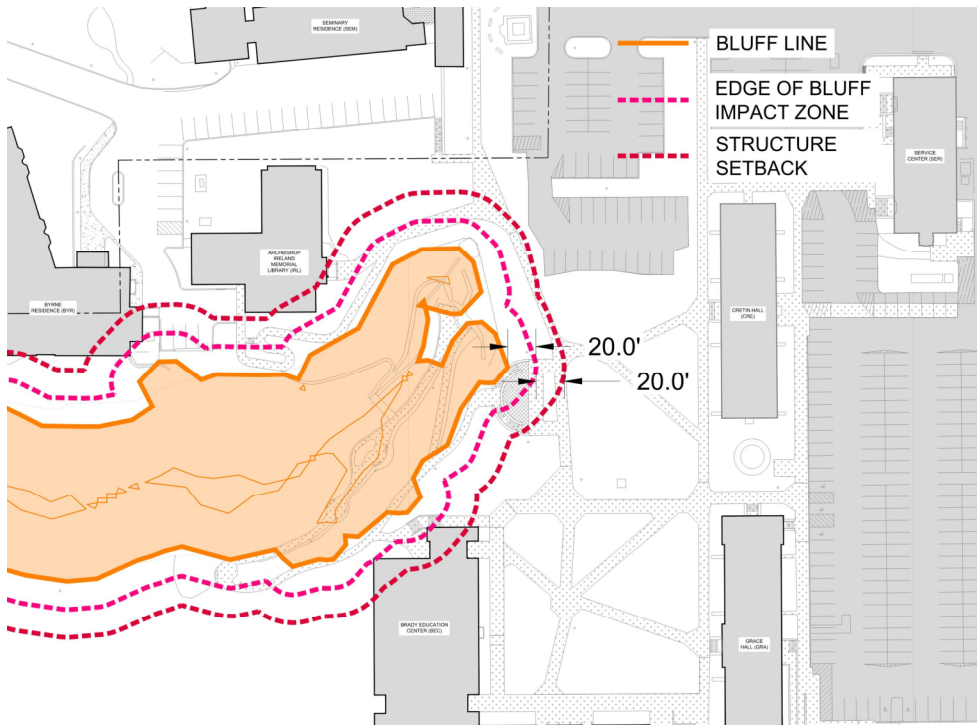 SEMINARY
RESIDENCE (SEM)
BLUFF LINE
EDGE OF BLUFF
IMPACT ZONE
STRUCTURE
SETBACK
SERVICE
CENTER (SER)
ARCHBISHOP
IRELAND
MEMORIAL
LIBRARY (IRL)
BYRNE
RESIDENCE (BYR)
CRETIN HALL
(CRE)
20.0'
20.0'
BRADY EDUCATION
CENTER (BEC)
GRACE
HALL (GRA)